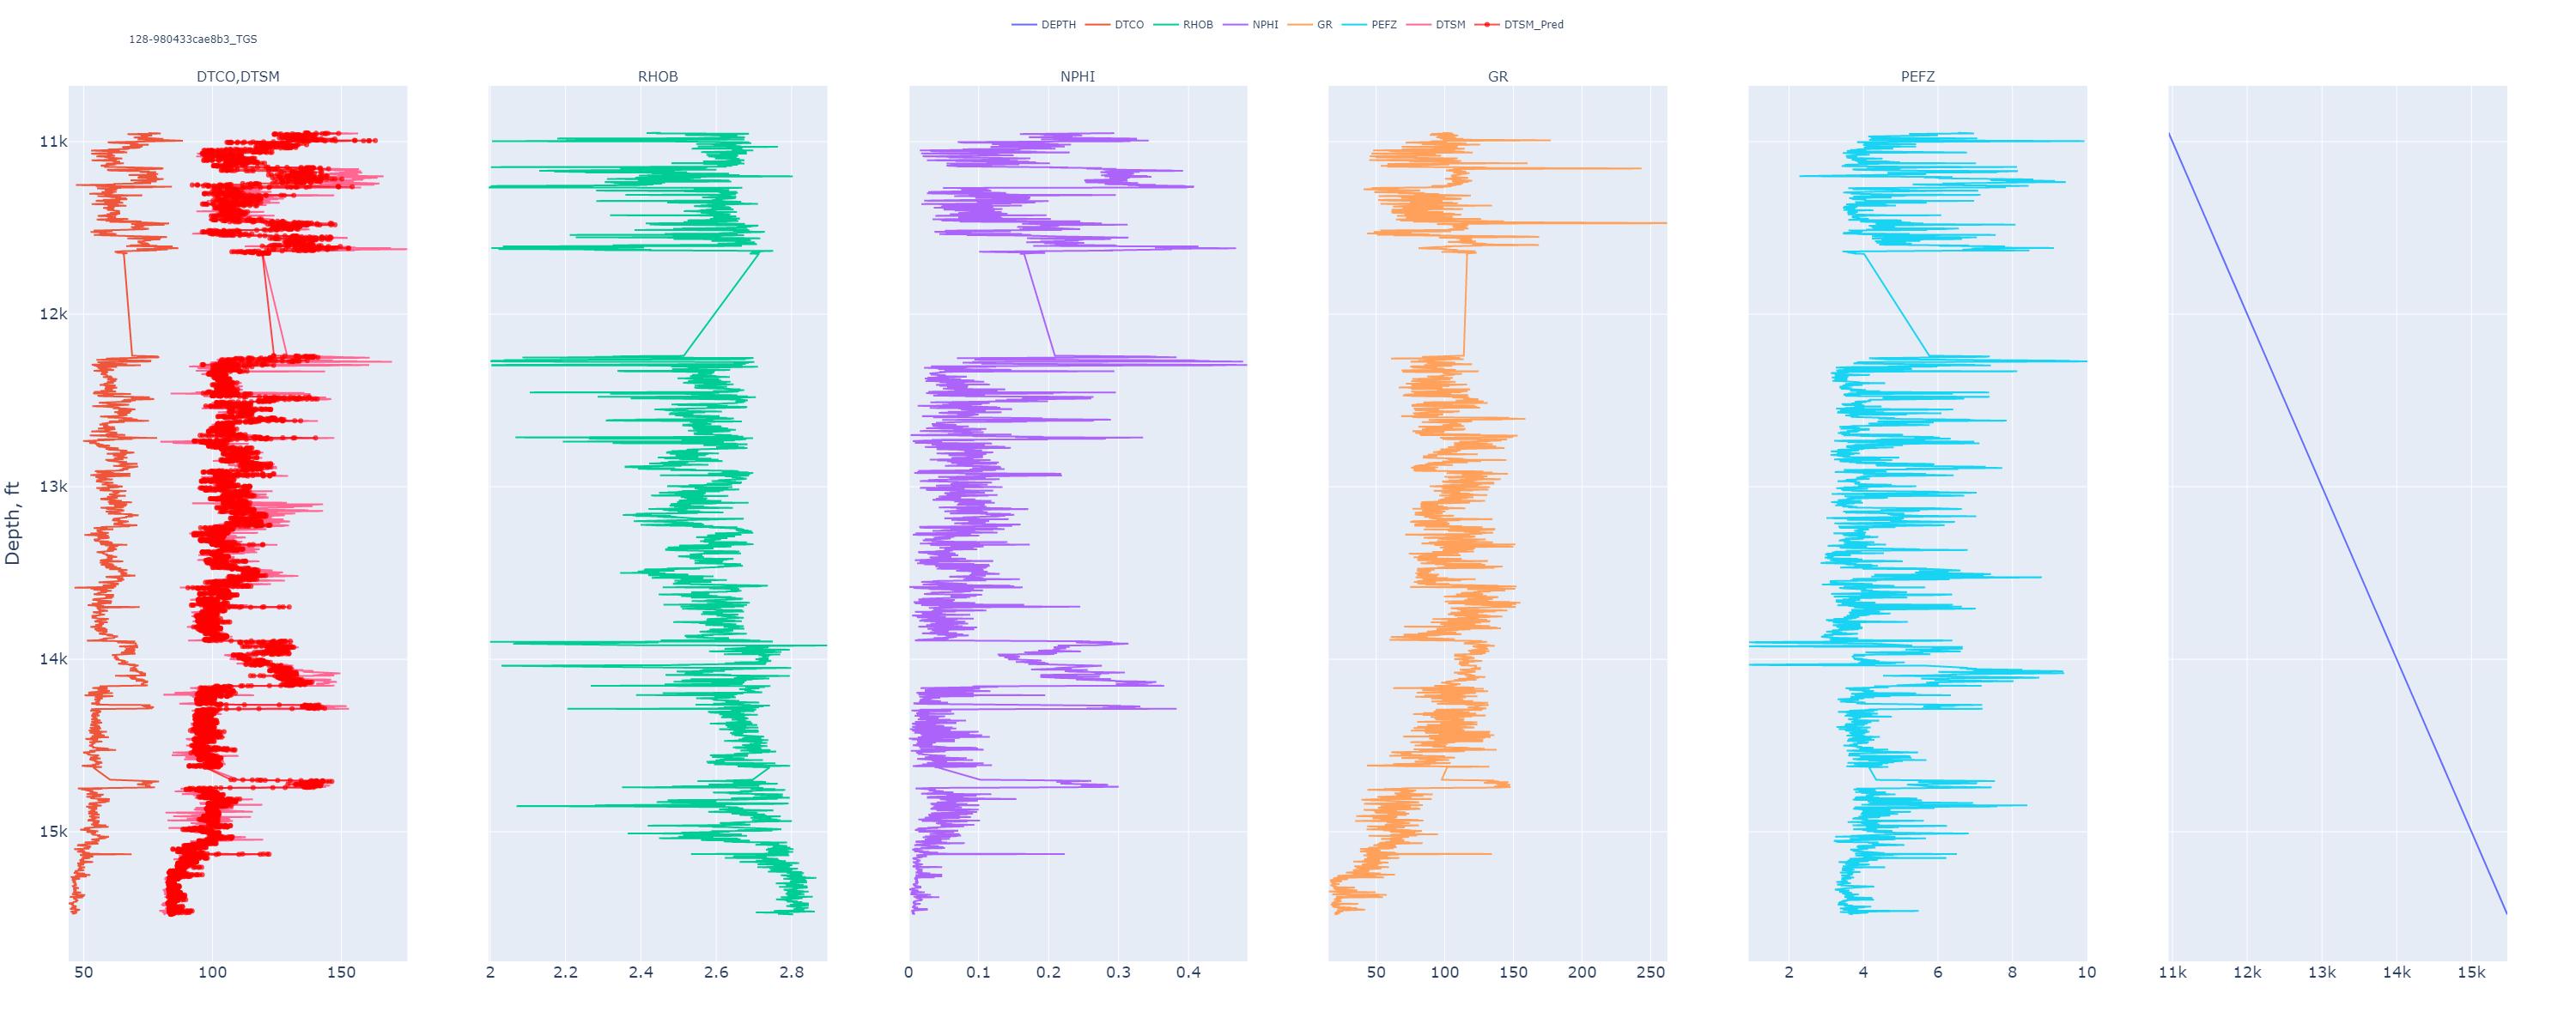 DEPTH DTCO RHOB NPHI GR PEFZ DTSM DTSM_Pred
128-980433cae8b3_TGS
DTCO,DTSM RHOB NPHI GR PEFZ
11k
12k
13k
14k
15k
Depth, ft
50 100 150 2 2.2 2.4 2.6 2.8 0 0.1 0.2 0.3 0.4 50 100 150 200 250 2 4 6 8 10 11k 12k 13k 14k 15k